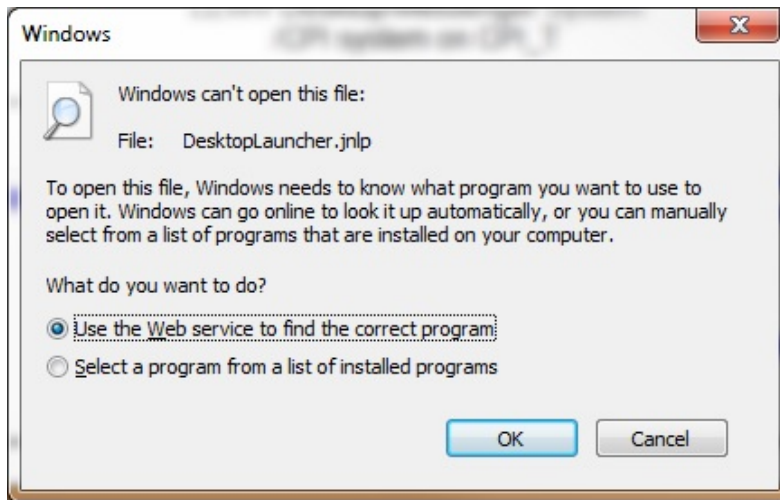 Windows
Windows can't open this file:
File: DesktopLauncher.jnlp
To open this file, Windows needs to know what program you want to use to
open it. Windows can go online to look it up automatically, or you can manually
select from a list of programs that are installed on your computer.
What do you want to do?
Use the Web service to find the correct program
Select a program from a list of installed programs
OK Cancel